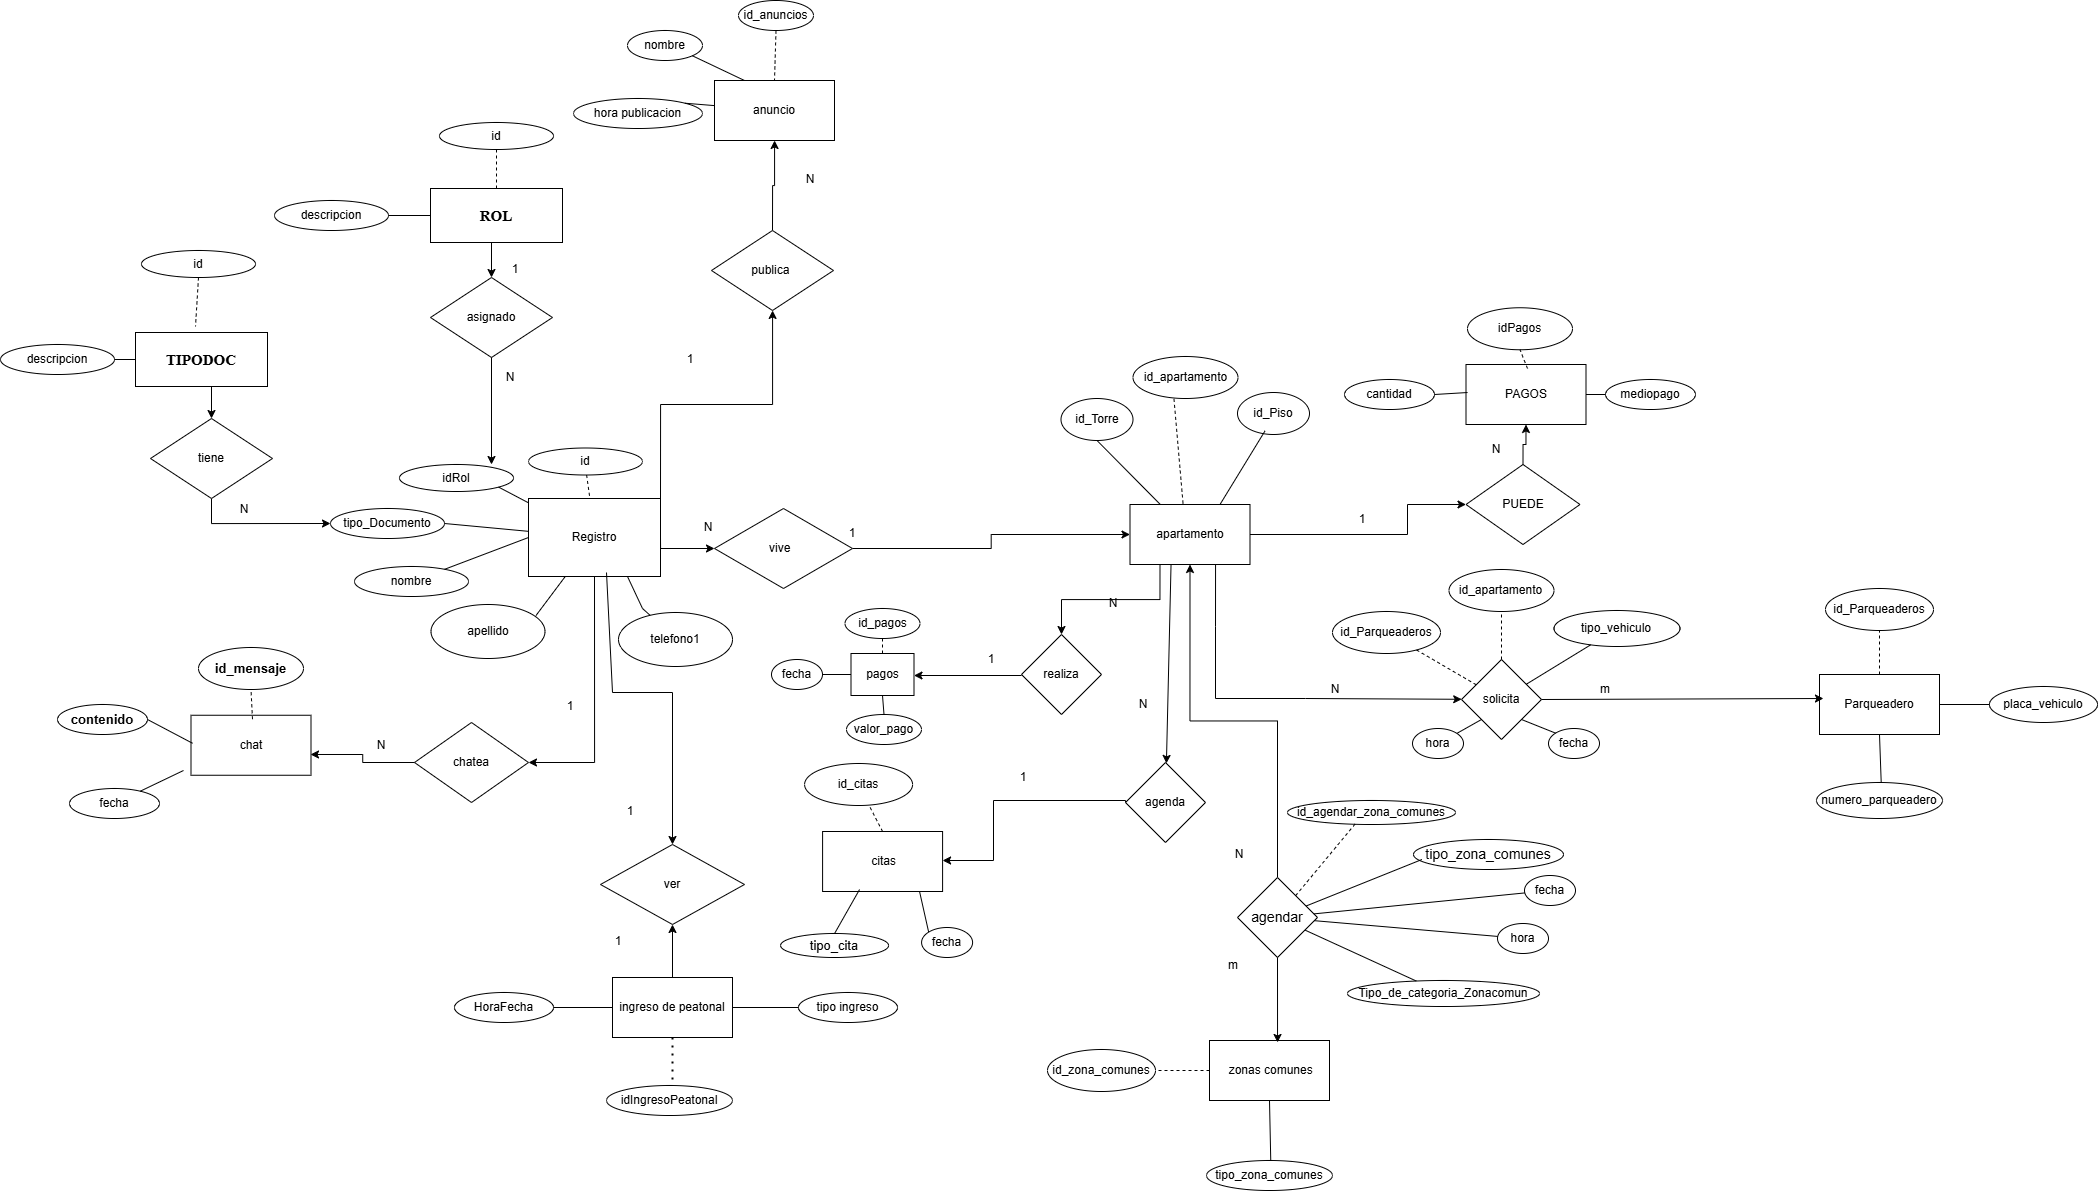 id_anuncios
nombre
hora publicacion
anuncio
N
id
descripcion
ROL
1
asignado
N
publica
1
id
descripcion
TIPODOC
tiene
N
idRol
id
tipo_Documento
Registro
nombre
apellido
telefono1
N
vive
1
id_Torre
id_apartamento
id_Piso
apartamento
1
idPagos
cantidad
PAGOS
mediopago
N
PUEDE
N
id_pagos
fecha
pagos
1
realiza
valor_pago
id_Parqueaderos
id_apartamento
tipo_vehiculo
N
solicita
m
hora
fecha
id_Parqueaderos
Parqueadero
placa_vehiculo
numero_parqueadero
id_mensaje
contenido
chat
fecha
N
chatea
1
1
ver
1
HoraFecha
ingreso de peatonal
tipo ingreso
idIngresoPeatonal
N
id_citas
1
agenda
citas
tipo_cita
fecha
N
id_agendar_zona_comunes
tipo_zona_comunes
fecha
agendar
hora
Tipo_de_categoria_Zonacomun
m
id_zona_comunes
zonas comunes
tipo_zona_comunes